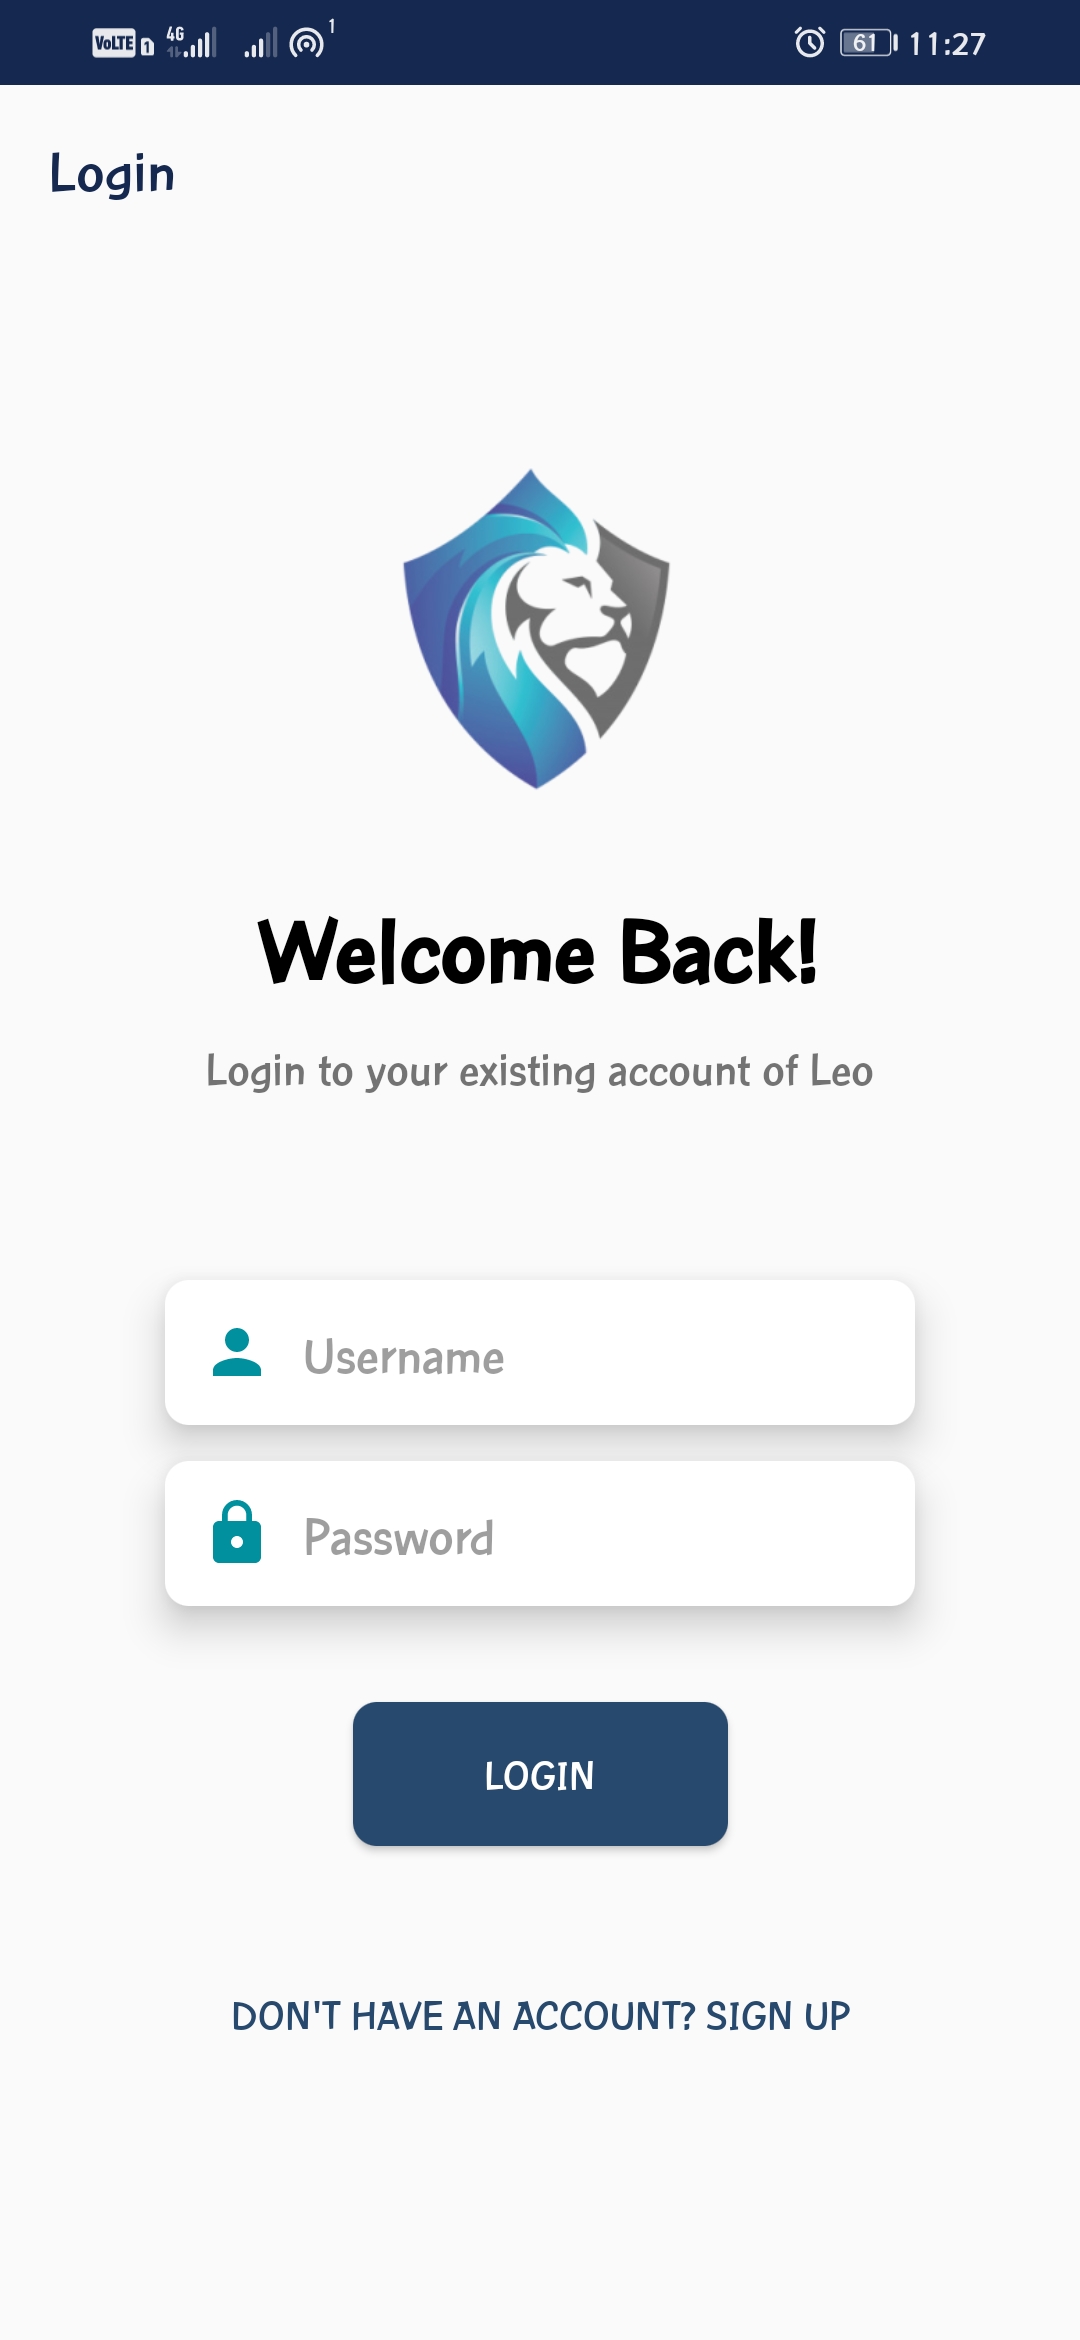 VoLTE 1 4G 1 61 11:27
Login
Welcome Back!
Login to your existing account of Leo
Username
Password
LOGIN
DON'T HAVE AN ACCOUNT? SIGN UP